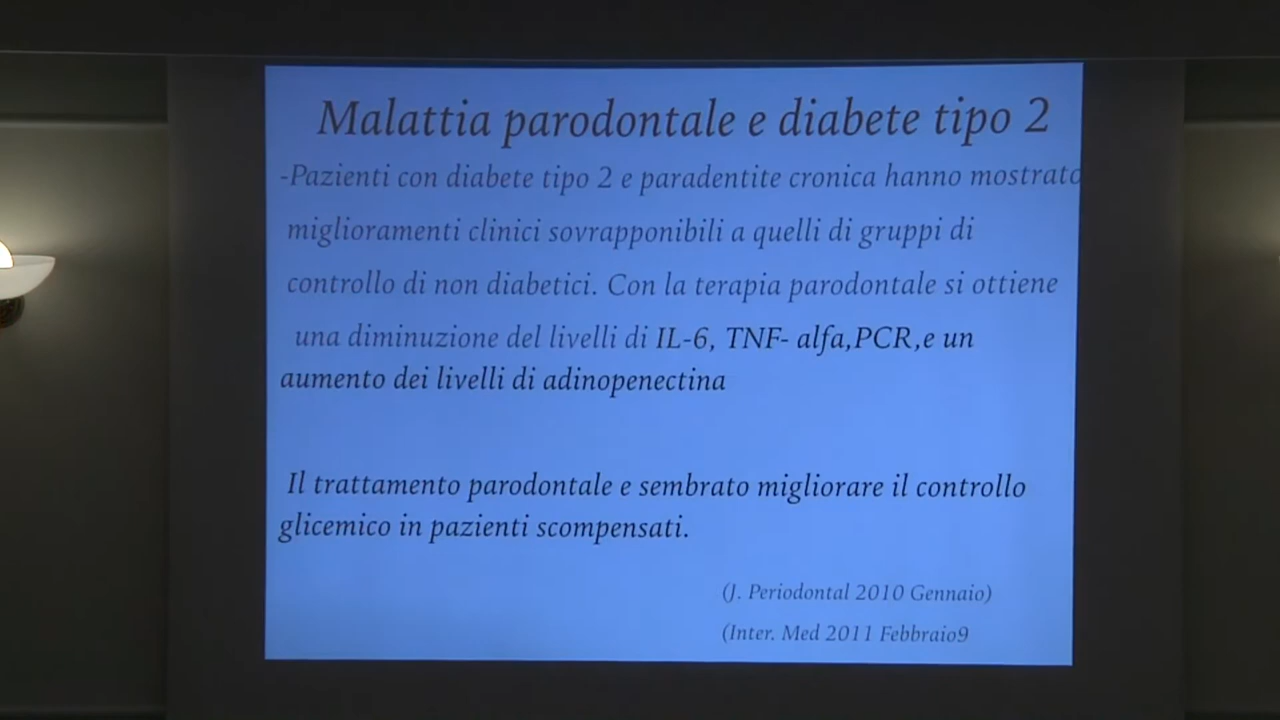 Malattia parodontale e diabete tipo 2
-Pazienti con diabete tipo 2 e paradentite cronica hanno mostrato
miglioramenti clinici sovrapponibili a quelli di gruppi di
controllo di non diabetici. Con la terapia parodontale si ottiene
una diminuzione del livelli di IL-6, TNF- alfa,PCR,e un
aumento dei livelli di adinopenectina
Il trattamento parodontale e sembrato migliorare il controllo
glicemico in pazienti scompensati.
(J. Periodontal 2010 Gennaio)
(Inter. Med 2011 Febbraio9